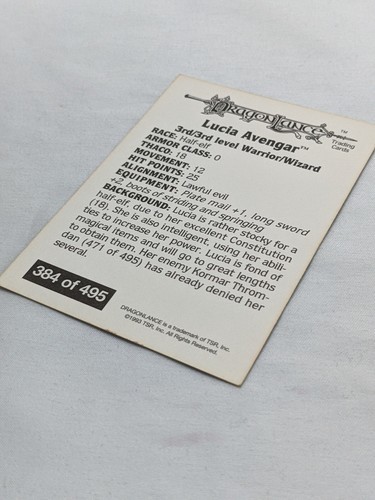 DRAGONLANCE™
Trading
Cards
Lucia Avengar™
3rd/3rd level Warrior/Wizard
RACE: Half-elf
ARMOR CLASS: 0
THACO: 18
MOVEMENT: 12
HIT POINTS: 25
ALIGNMENT: Lawful evil
EQUIPMENT: Plate mail +1, long sword
+2, boots of striding and springing
BACKGROUND: Lucia is rather stocky for a
half-elf, due to her excellent Constitution
(18). She is also intelligent, using her abili-
ties to increase her power. Lucia is fond of
magical items and will go to great lengths
to obtain them. Her enemy Kormar Throm-
dan (471 of 495) has already denied her
several.
384 of 495
DRAGONLANCE is a trademark of TSR, Inc.
©1993 TSR, Inc. All Rights Reserved.